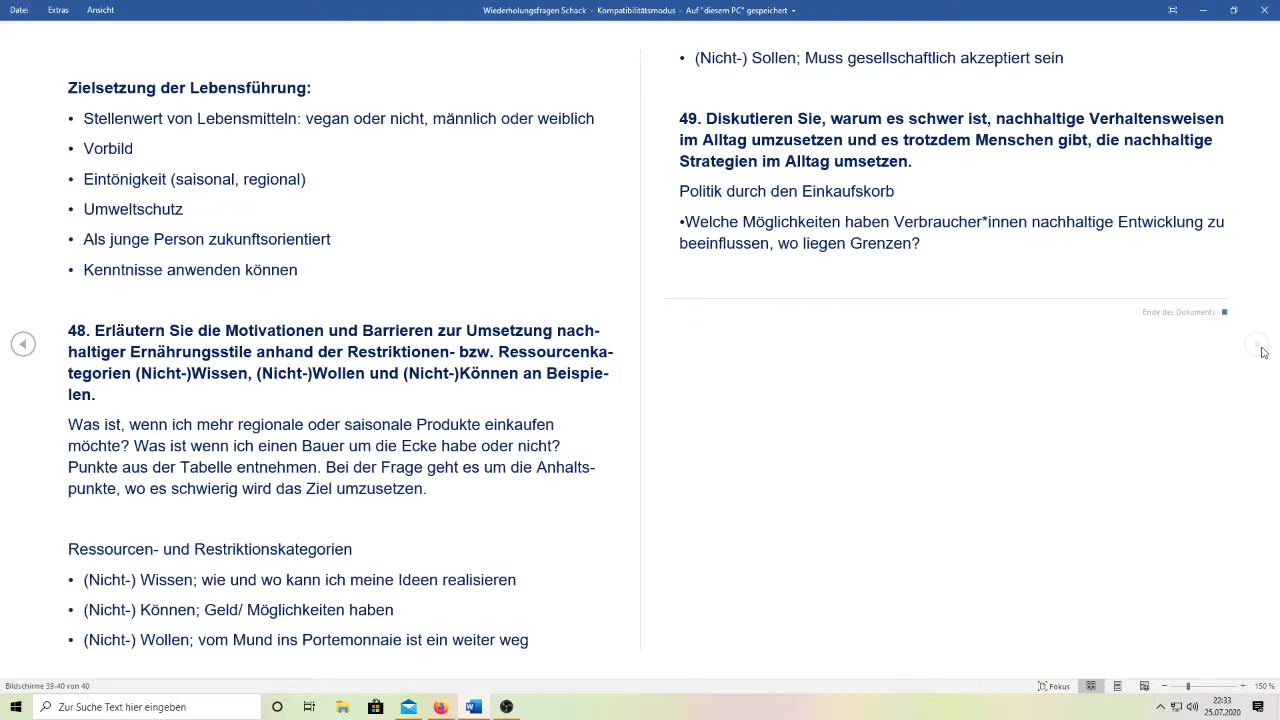 Datei Extras Ansicht
Wiederholungsfragen Schack - Kompatibilitätsmodus - Auf "diesem PC" gespeichert
Zielsetzung der Lebensführung:
• Stellenwert von Lebensmitteln: vegan oder nicht, männlich oder weiblich
• Vorbild
• Eintönigkeit (saisonal, regional)
• Umweltschutz
• Als junge Person zukunftsorientiert
• Kenntnisse anwenden können
48. Erläutern Sie die Motivationen und Barrieren zur Umsetzung nach-
haltiger Ernährungsstile anhand der Restriktionen- bzw. Ressourcenka-
tegorien (Nicht-)Wissen, (Nicht-)Wollen und (Nicht-)Können an Beispie-
len.
Was ist, wenn ich mehr regionale oder saisonale Produkte einkaufen
möchte? Was ist wenn ich einen Bauer um die Ecke habe oder nicht?
Punkte aus der Tabelle entnehmen. Bei der Frage geht es um die Anhalts-
punkte, wo es schwierig wird das Ziel umzusetzen.
Ressourcen- und Restriktionskategorien
• (Nicht-) Wissen; wie und wo kann ich meine Ideen realisieren
• (Nicht-) Können; Geld/ Möglichkeiten haben
• (Nicht-) Wollen; vom Mund ins Portemonnaie ist ein weiter weg
• (Nicht-) Sollen; Muss gesellschaftlich akzeptiert sein
49. Diskutieren Sie, warum es schwer ist, nachhaltige Verhaltensweisen
im Alltag umzusetzen und es trotzdem Menschen gibt, die nachhaltige
Strategien im Alltag umsetzen.
Politik durch den Einkaufskorb
•Welche Möglichkeiten haben Verbraucher*innen nachhaltige Entwicklung zu
beeinflussen, wo liegen Grenzen?
Ende des Dokuments
Bildschirme 39-40 von 40
Fokus
150 %
Zur Suche Text hier eingeben
22:33
25.07.2020